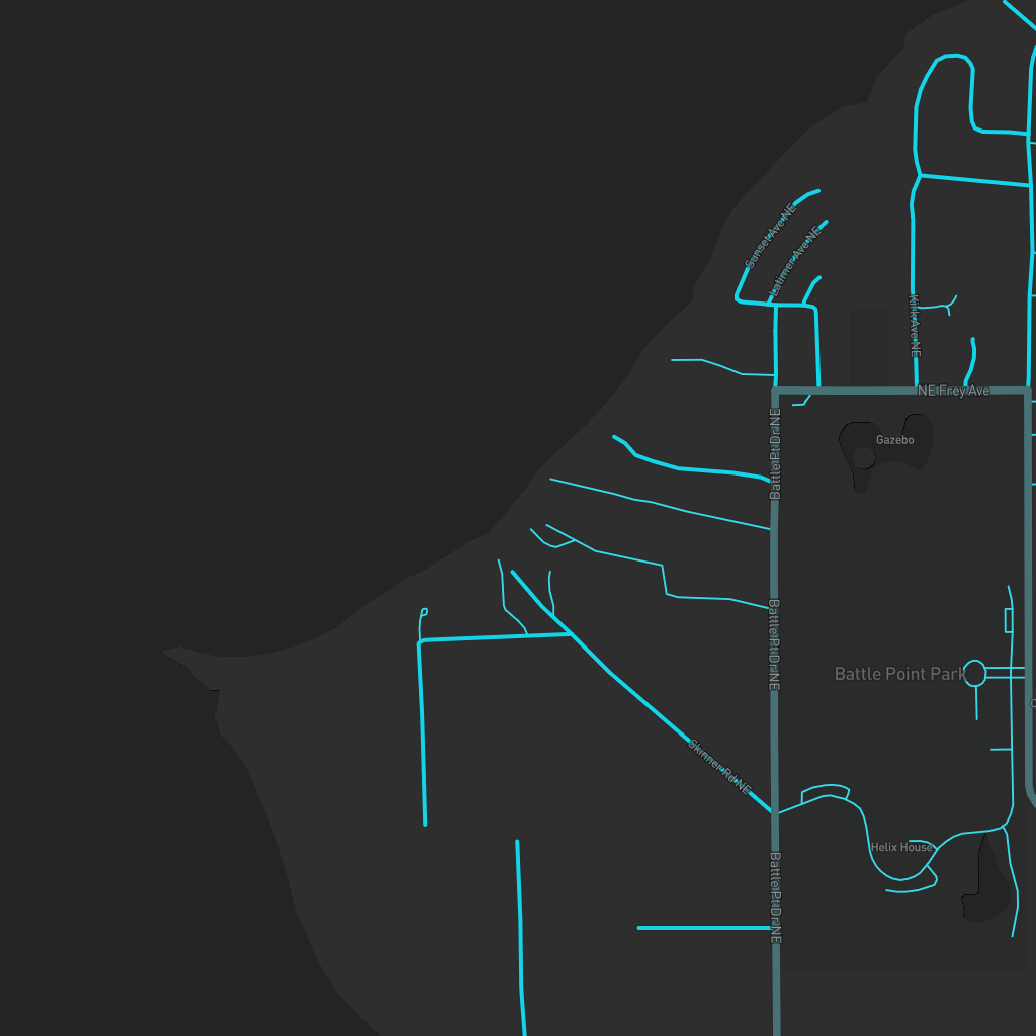 Sunset Ave NE
Latimer Ave NE
Kirk Ave NE
NE Frey Ave
Battle Pt Dr NE
Gazebo
Battle Pt Dr NE
Battle Point Park
Skinner Rd NE
Helix House
Battle Pt Dr NE